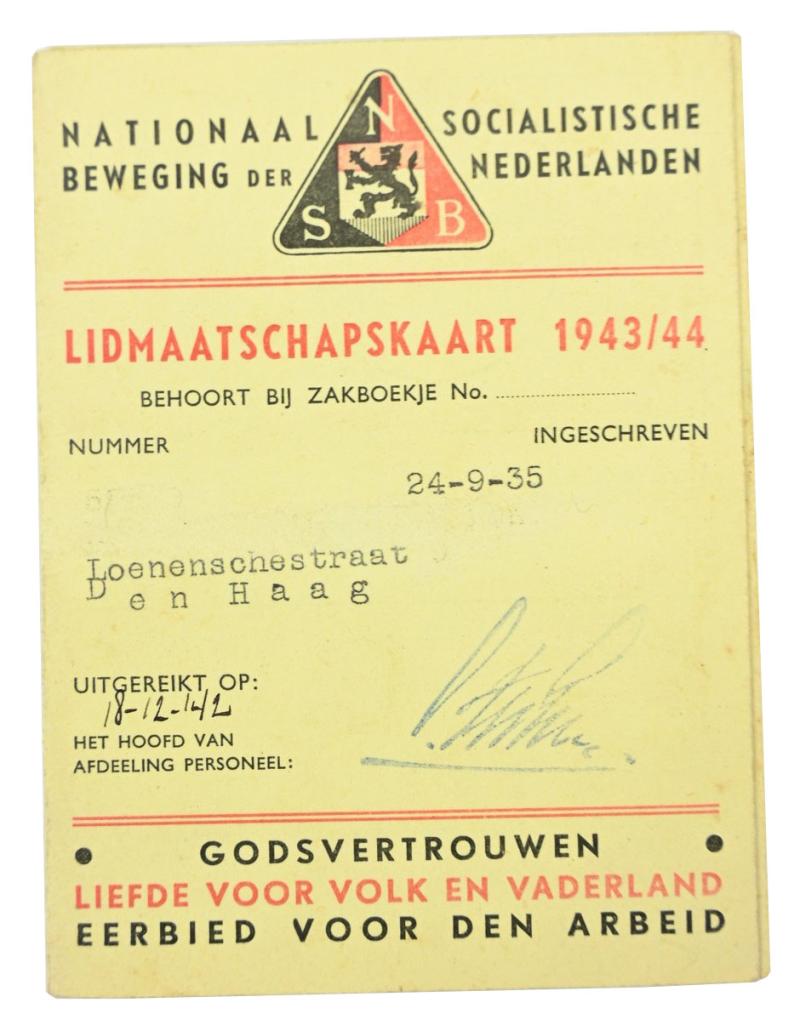 NATIONAAL SOCIALISTISCHE
BEWEGING DER NEDERLANDEN
N
S B
LIDMAATSCHAPSKAART 1943/44
BEHOORT BIJ ZAKBOEKJE No.
NUMMER INGESCHREVEN
24-9-35
Loenenschestraat
Den Haag
UITGEREIKT OP:
18-12-'42
HET HOOFD VAN
AFDEELING PERSONEEL:
GODSVERTROUWEN
LIEFDE VOOR VOLK EN VADERLAND
EERBIED VOOR DEN ARBEID